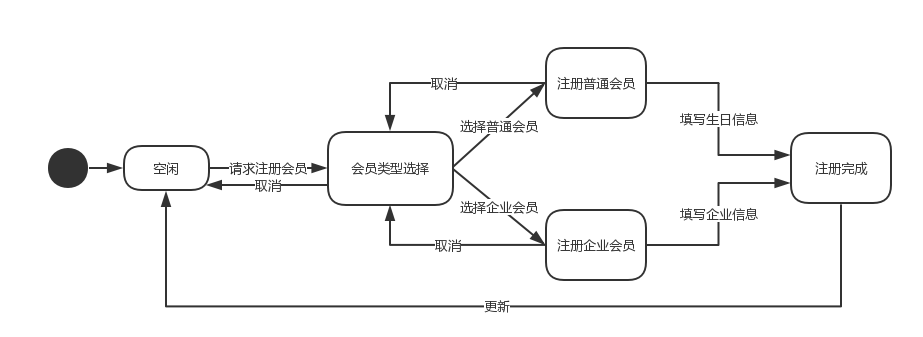 取消
注册普通会员
填写生日信息
选择普通会员
空闲
请求注册会员
会员类型选择
注册完成
取消
选择企业会员
填写企业信息
取消
注册企业会员
更新